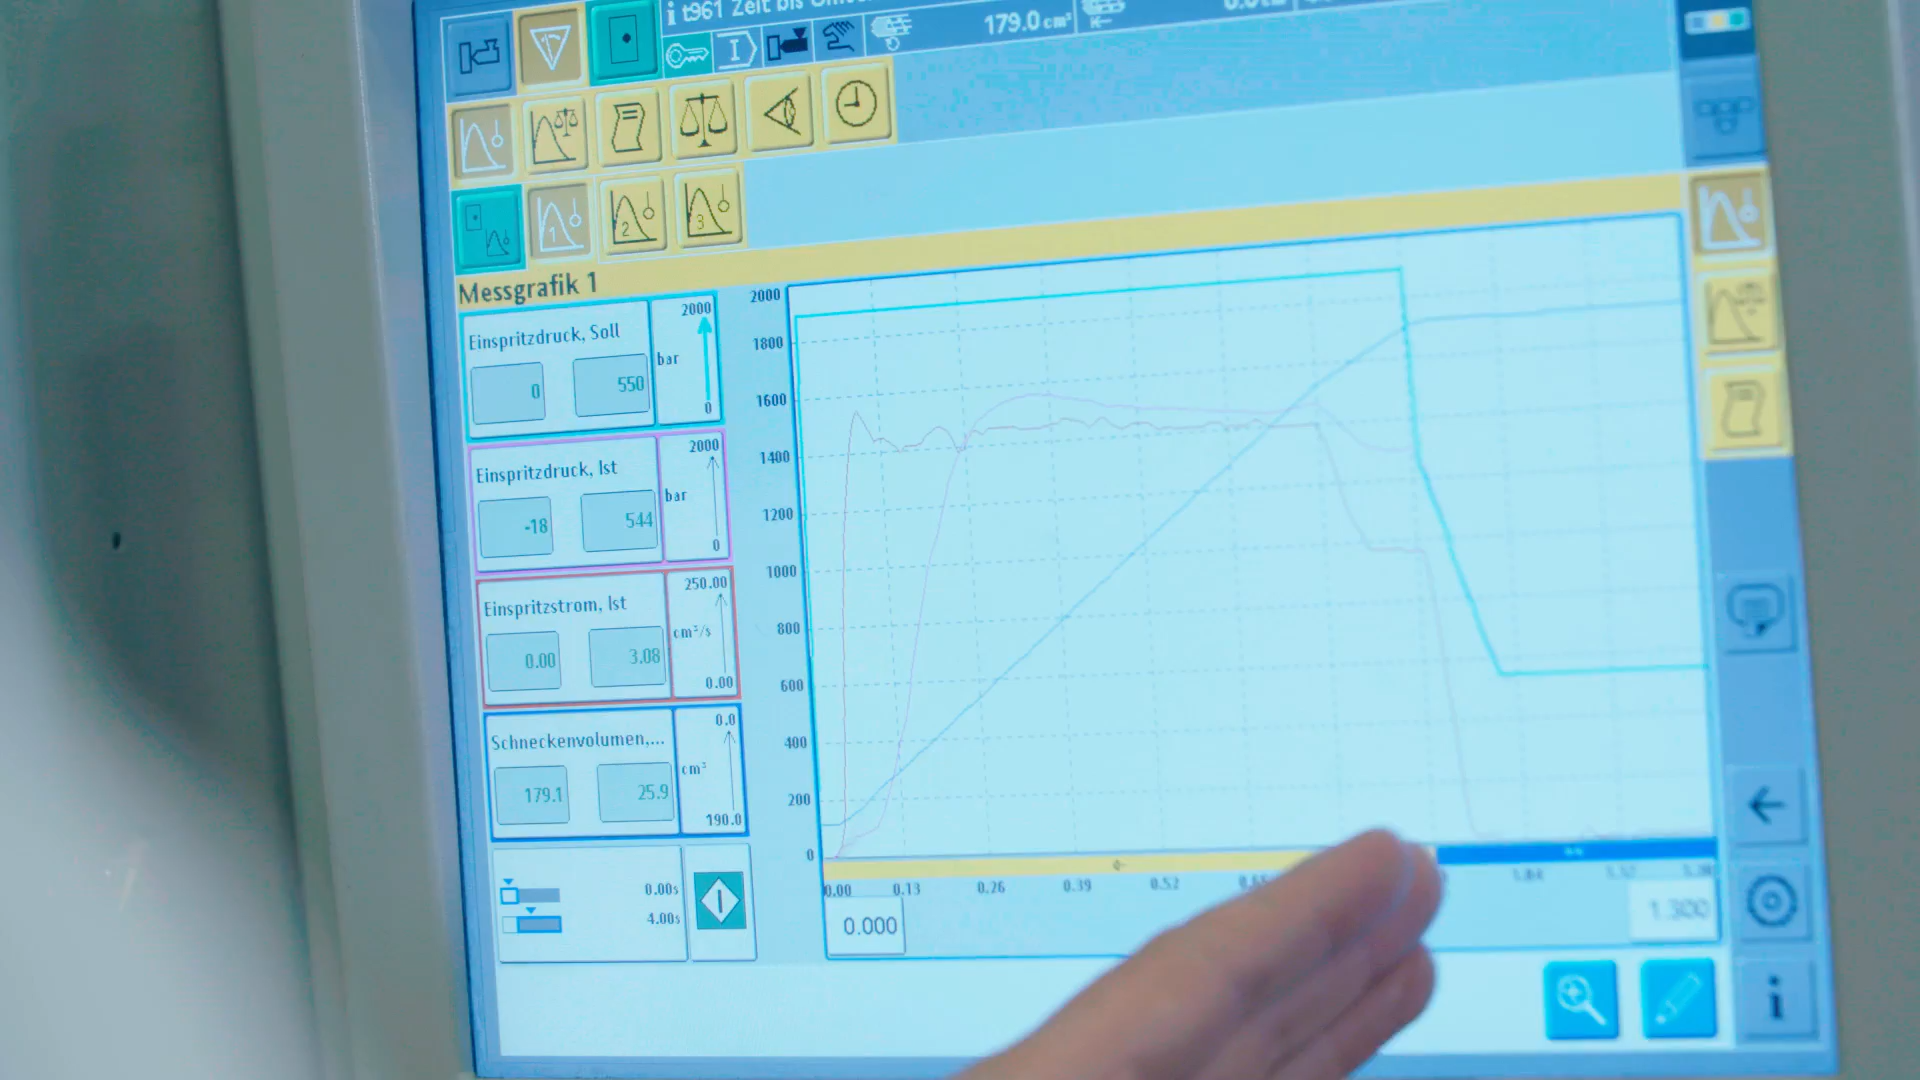 i t961 Zeit bis
179.0 cm³
1
2
3
Messgrafik 1
Einspritzdruck, Soll
0
550
bar
2000
0
Einspritzdruck, Ist
-18
544
bar
2000
0
Einspritzstrom, Ist
0.00
3.08
cm³/s
250.00
0.00
Schneckenvolumen,...
179.1
25.9
cm³
0.0
190.0
0.00s
4.00s
2000
1800
1600
1400
1200
1000
800
600
400
200
0
0.00 0.13 0.26 0.39 0.52
0.000
1.300
i